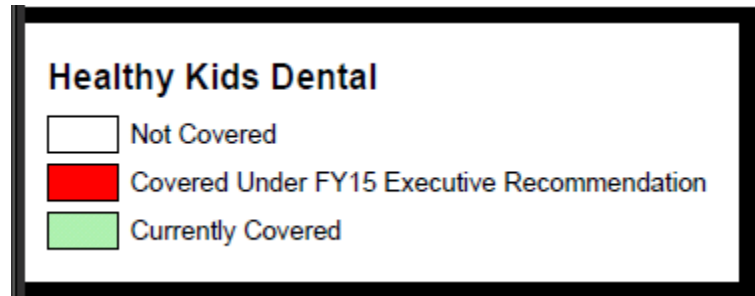 Healthy Kids Dental
Not Covered
Covered Under FY15 Executive Recommendation
Currently Covered